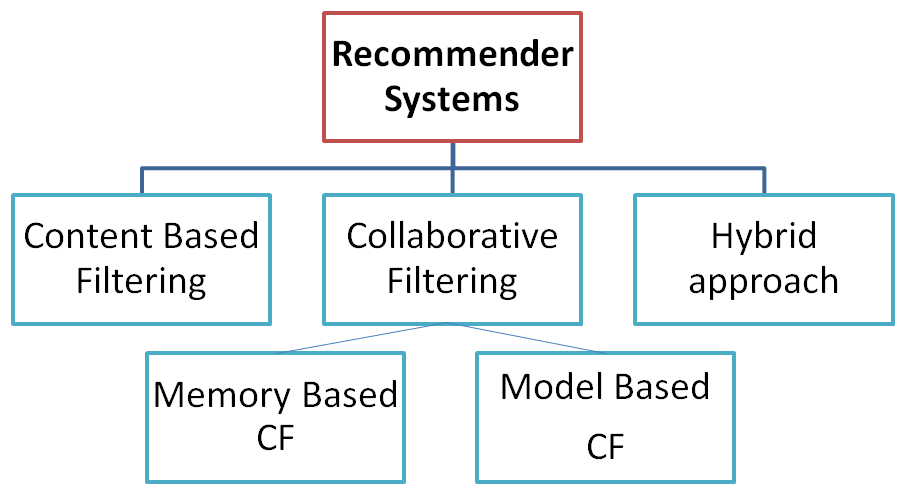 Recommender
Systems
Content Based
Filtering
Collaborative
Filtering
Hybrid
approach
Memory Based
CF
Model Based
CF